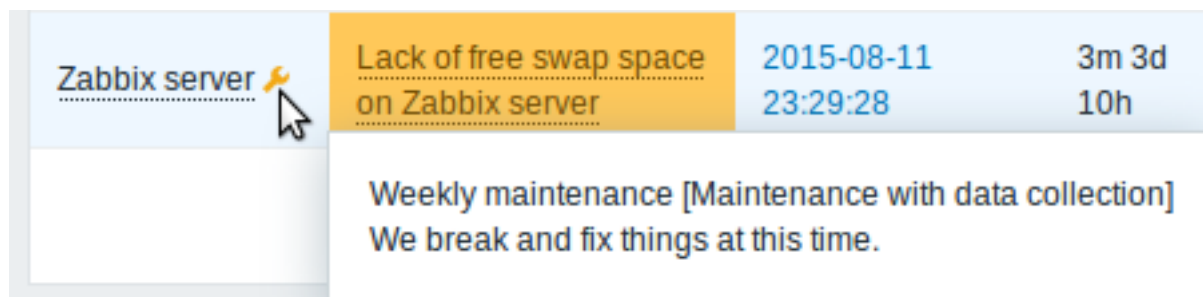 Zabbix server
Lack of free swap space
on Zabbix server
2015-08-11
23:29:28
3m 3d
10h
Weekly maintenance [Maintenance with data collection]
We break and fix things at this time.